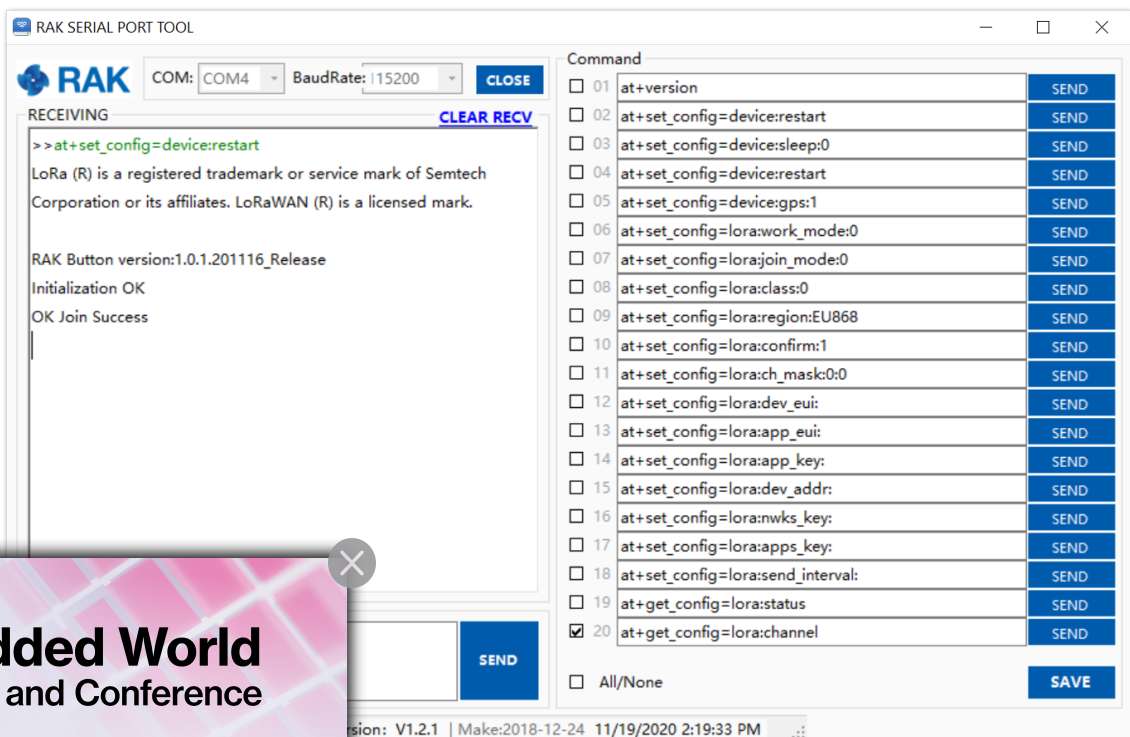 RAK SERIAL PORT TOOL
RAK
COM: COM4 BaudRate: 115200 CLOSE
RECEIVING CLEAR RECV
>>at+set_config=device:restart
LoRa (R) is a registered trademark or service mark of Semtech
Corporation or its affiliates. LoRaWAN (R) is a licensed mark.
RAK Button version:1.0.1.201116_Release
Initialization OK
OK Join Success
Command
01 at+version SEND
02 at+set_config=device:restart SEND
03 at+set_config=device:sleep:0 SEND
04 at+set_config=device:restart SEND
05 at+set_config=device:gps:1 SEND
06 at+set_config=lora:work_mode:0 SEND
07 at+set_config=lora:join_mode:0 SEND
08 at+set_config=lora:class:0 SEND
09 at+set_config=lora:region:EU868 SEND
10 at+set_config=lora:confirm:1 SEND
11 at+set_config=lora:ch_mask:0:0 SEND
12 at+set_config=lora:dev_eui: SEND
13 at+set_config=lora:app_eui: SEND
14 at+set_config=lora:app_key: SEND
15 at+set_config=lora:dev_addr: SEND
16 at+set_config=lora:nwks_key: SEND
17 at+set_config=lora:apps_key: SEND
18 at+set_config=lora:send_interval: SEND
19 at+get_config=lora:status SEND
20 at+get_config=lora:channel SEND
All/None SAVE
SEND
World
and Conference
V1.2.1 | Make:2018-12-24 11/19/2020 2:19:33 PM